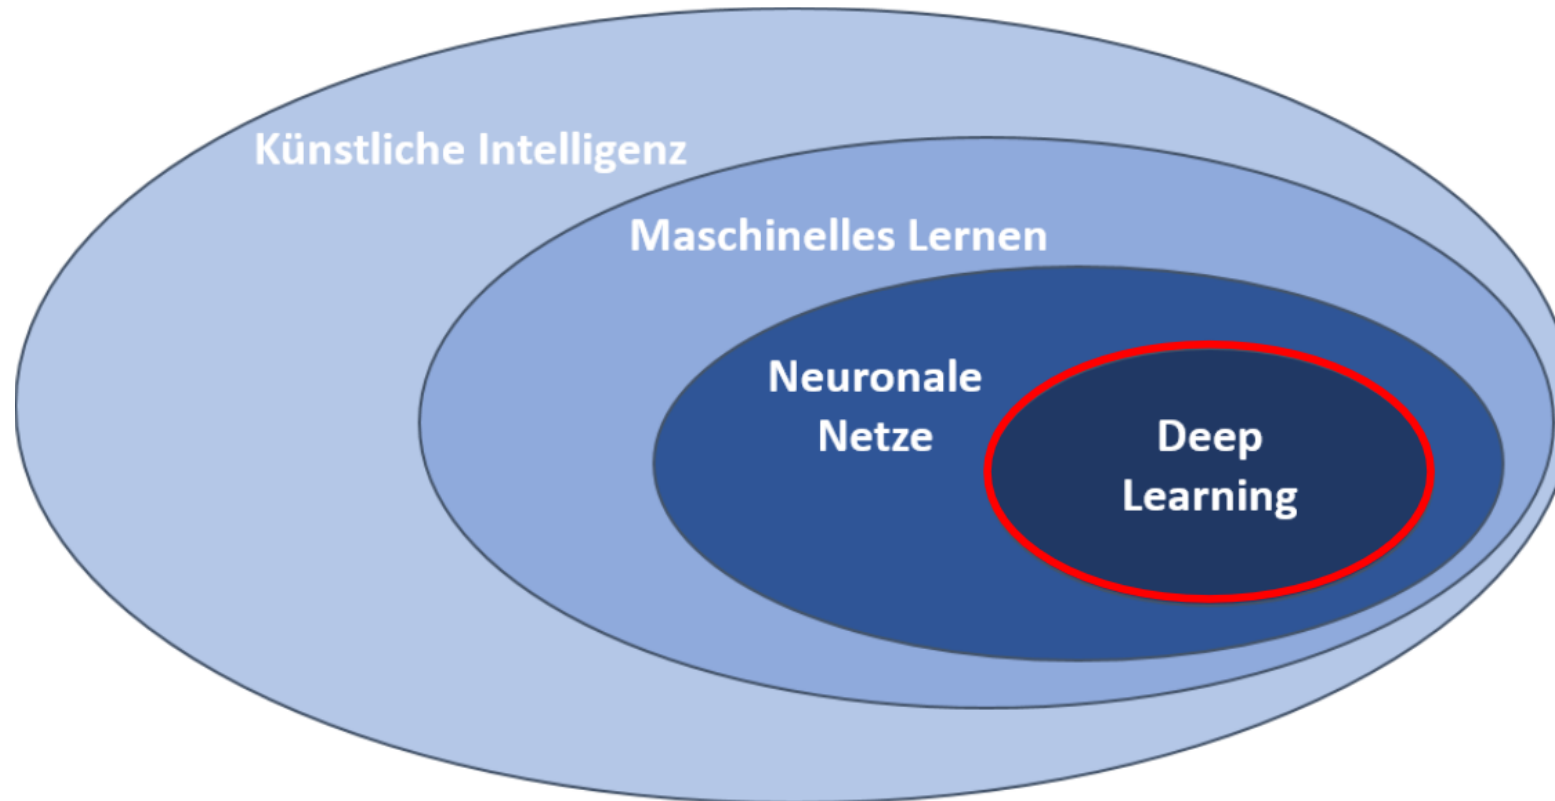 Künstliche Intelligenz
Maschinelles Lernen
Neuronale
Netze
Deep
Learning